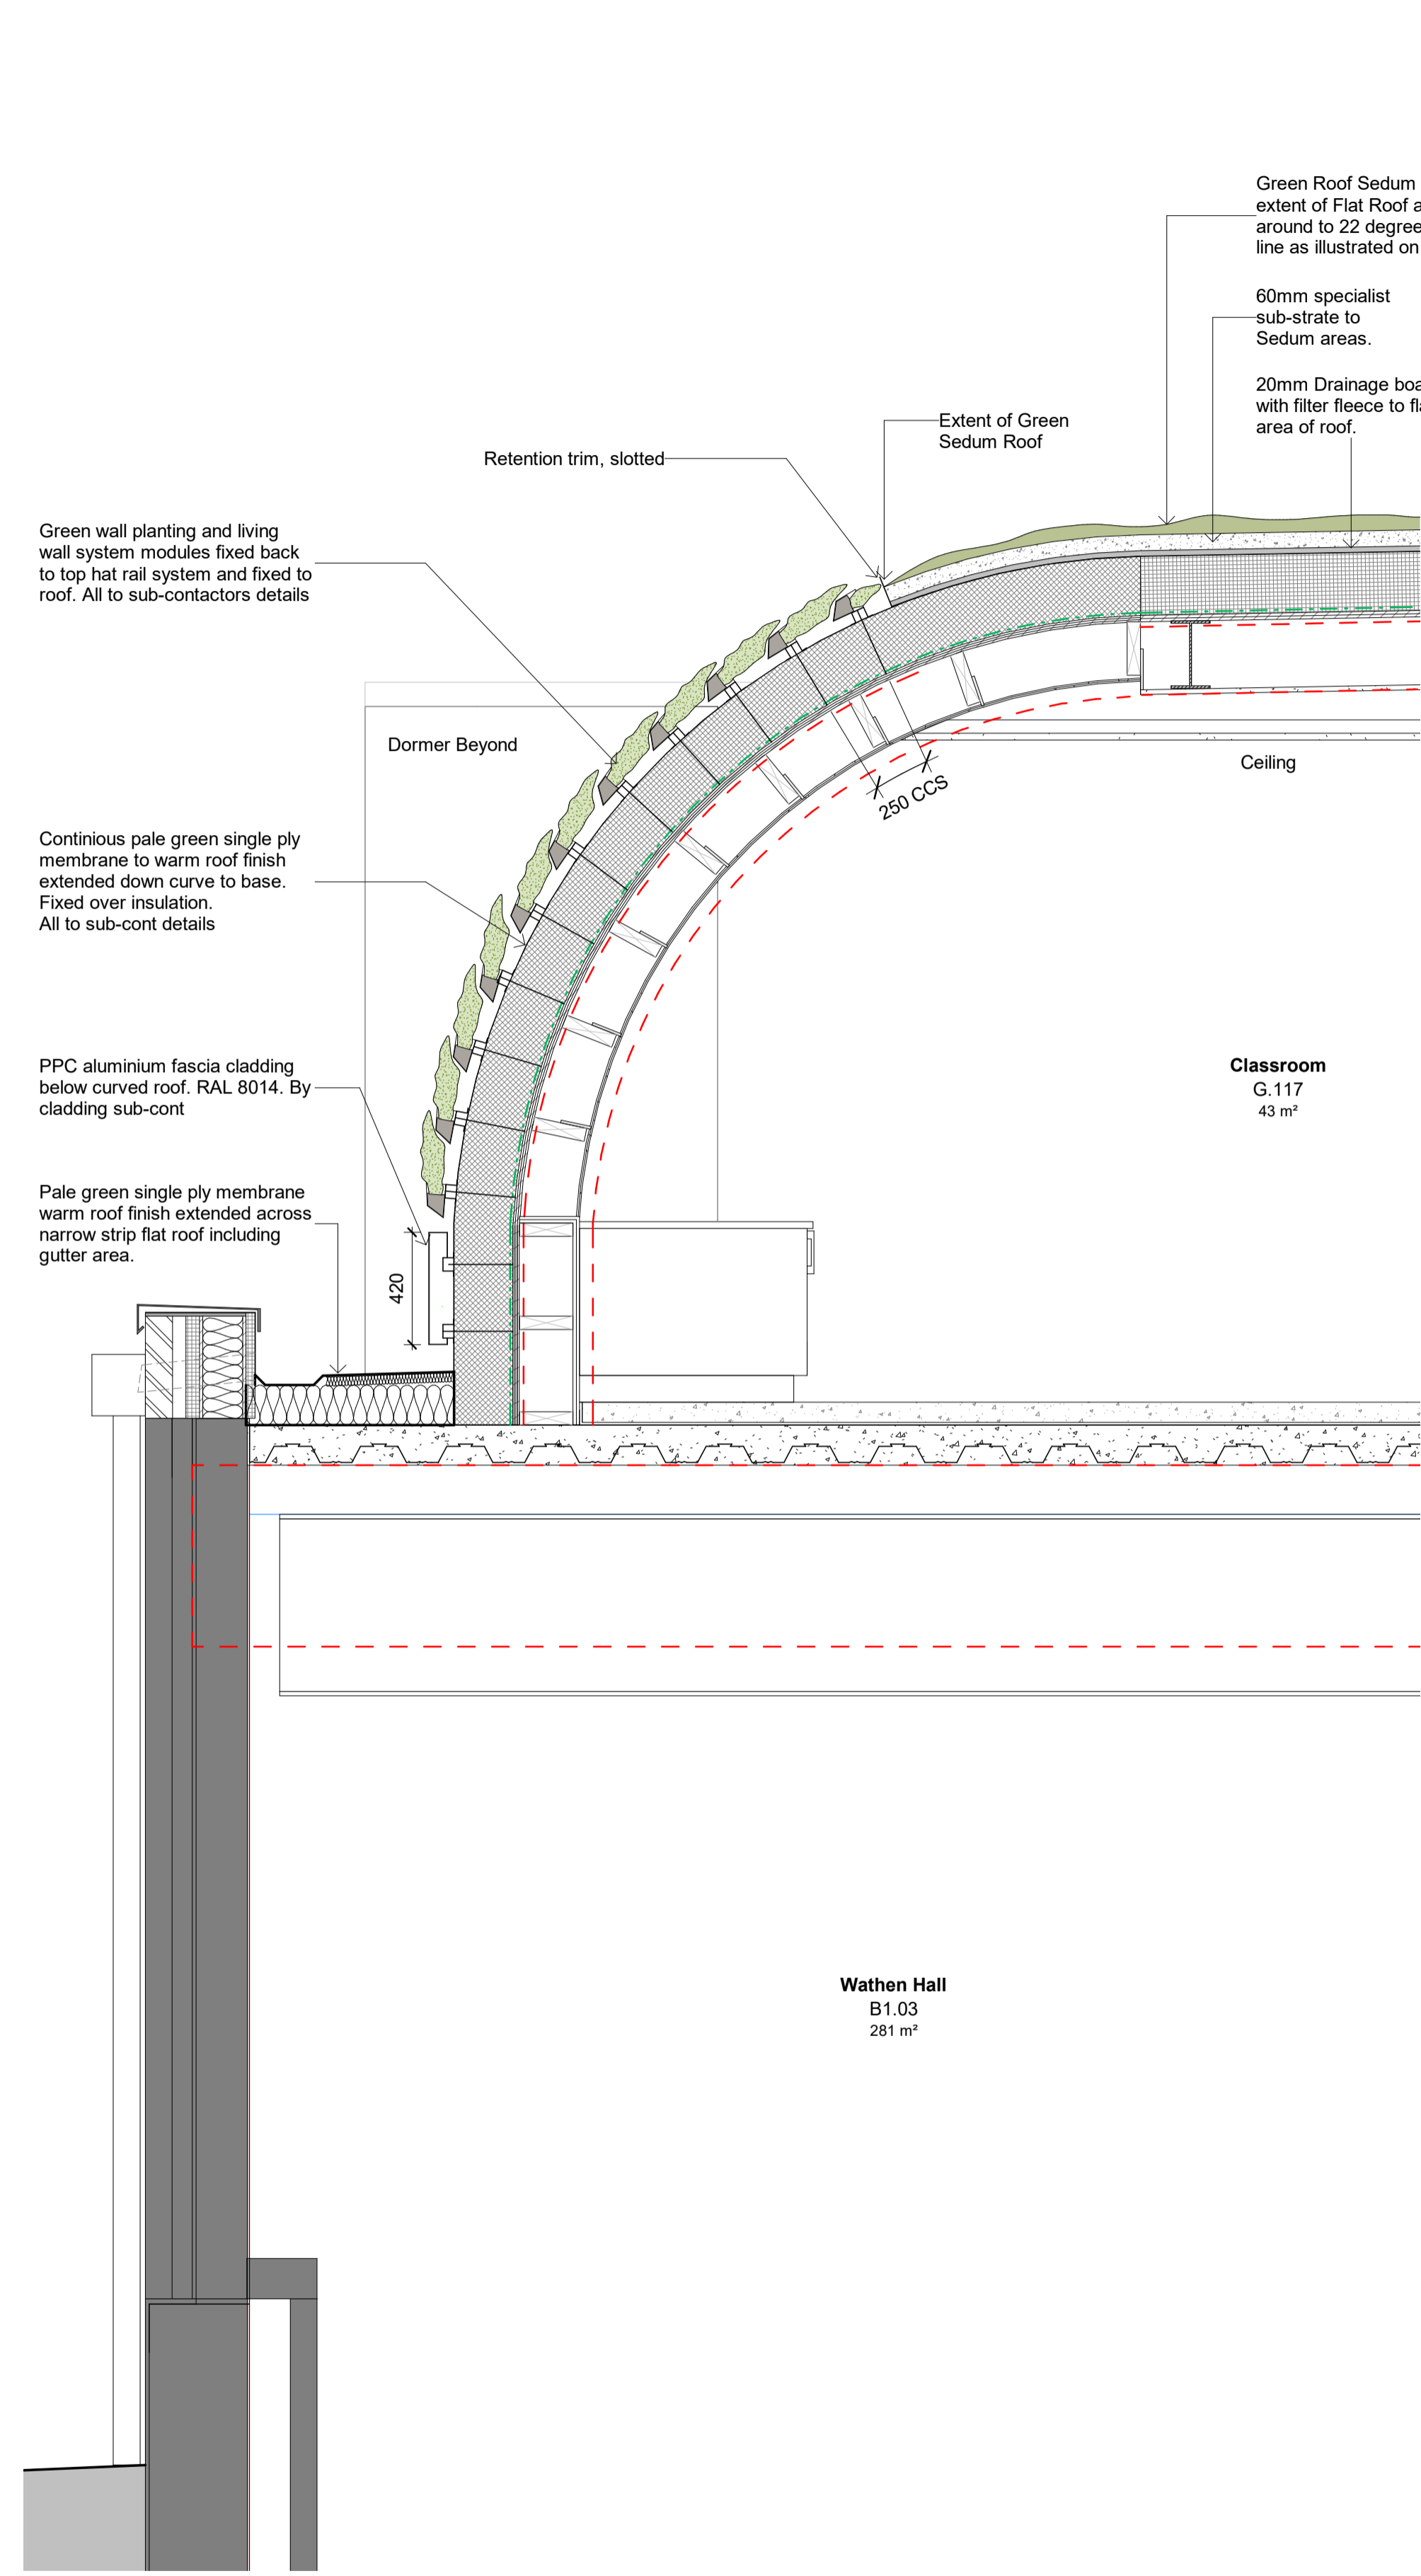 Green Roof Sedum
extent of Flat Roof a
around to 22 degree
line as illustrated on
60mm specialist
sub-strate to
Sedum areas.
20mm Drainage boa
with filter fleece to fla
area of roof.
Extent of Green
Sedum Roof
Retention trim, slotted
Green wall planting and living
wall system modules fixed back
to top hat rail system and fixed to
roof. All to sub-contactors details
Dormer Beyond
Ceiling
250 CCS
Continious pale green single ply
membrane to warm roof finish
extended down curve to base.
Fixed over insulation.
All to sub-cont details
PPC aluminium fascia cladding
below curved roof. RAL 8014. By
cladding sub-cont
Classroom
G.117
43 m²
Pale green single ply membrane
warm roof finish extended across
narrow strip flat roof including
gutter area.
420
Wathen Hall
B1.03
281 m²